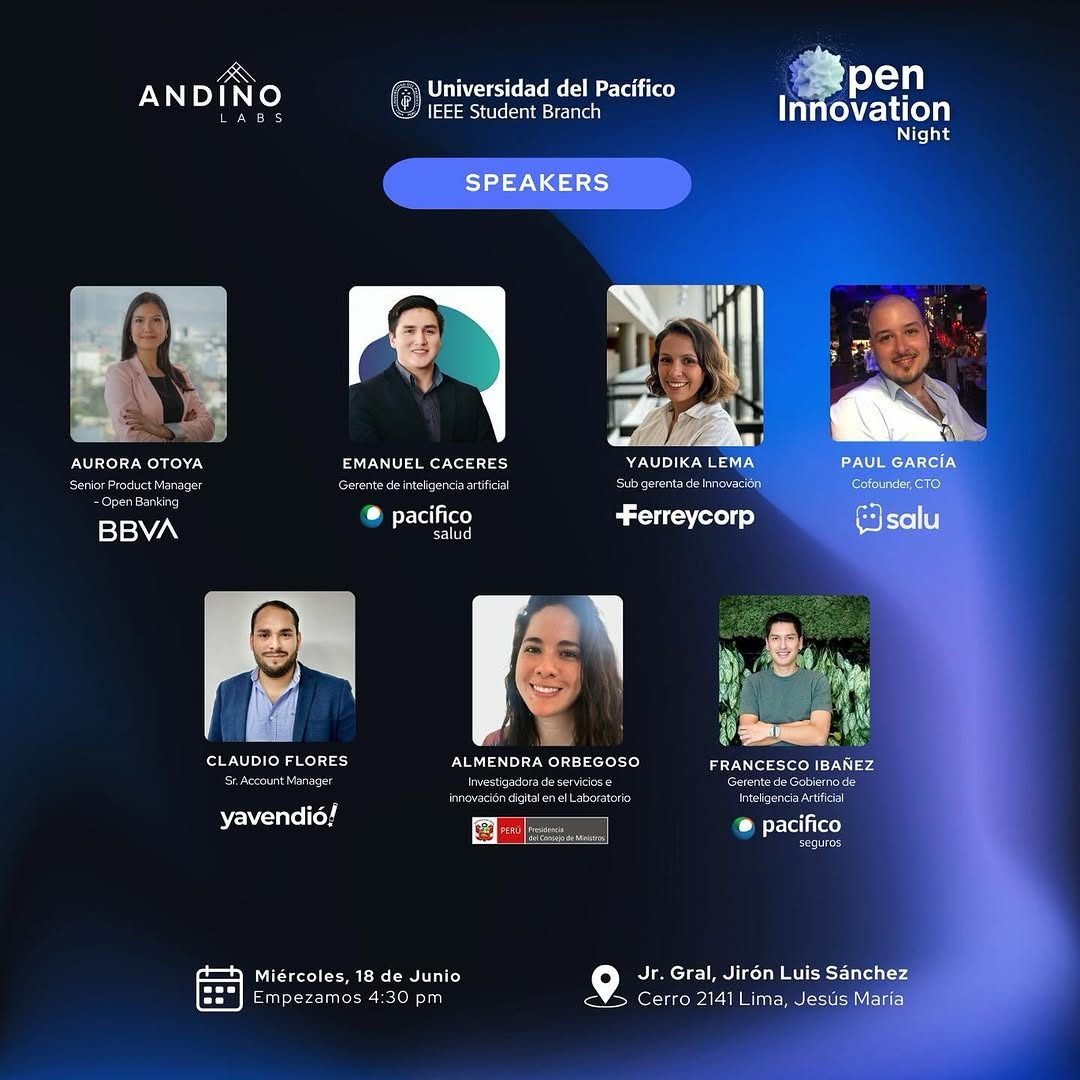 ANDINO
LABS
Universidad del Pacífico
IEEE Student Branch
Open
Innovation
Night
SPEAKERS
AURORA OTOYA
Senior Product Manager
- Open Banking
BBVA
EMANUEL CACERES
Gerente de inteligencia artificial
pacífico
salud
YAUDIKA LEMA
Sub gerenta de Innovación
Ferreycorp
PAUL GARCÍA
Cofounder, CTO
salu
CLAUDIO FLORES
Sr. Account Manager
yavendió!
ALMENDRA ORBEGOSO
Investigadora de servicios e
innovación digital en el Laboratorio
PERÚ
Presidencia
del Consejo de Ministros
FRANCESCO IBAÑEZ
Gerente de Gobierno de
Inteligencia Artificial
pacífico
seguros
Miércoles, 18 de Junio
Empezamos 4:30 pm
Jr. Gral, Jirón Luis Sánchez
Cerro 2141 Lima, Jesús María